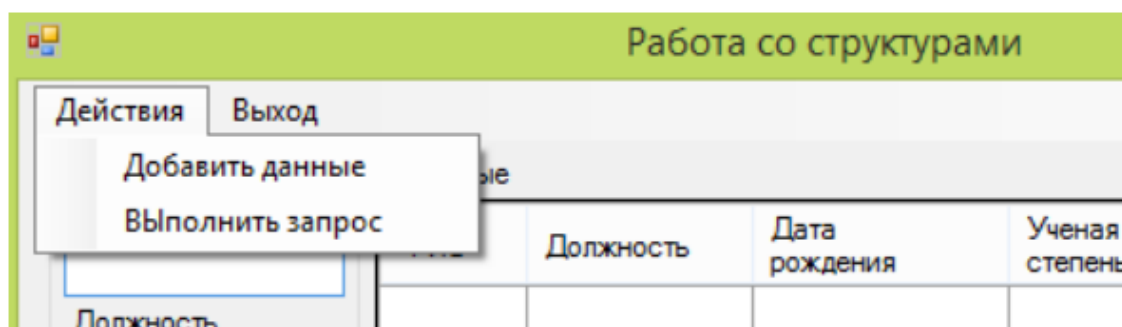 Работа со структурами
Действия Выход
Добавить данные
ВЫполнить запрос
Должность
Дата
рождения
Ученая
степень
Должность